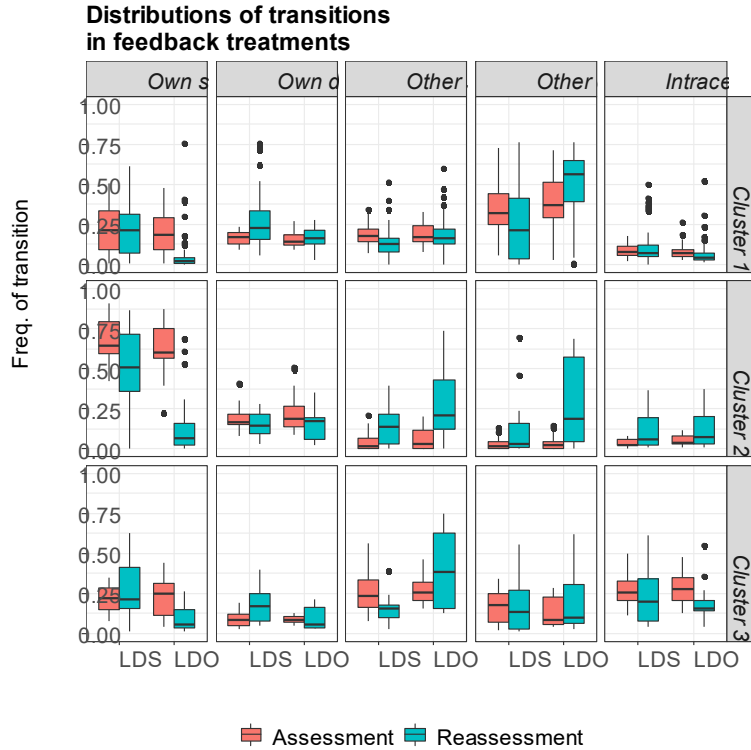 Distributions of transitions
in feedback treatments
Own s
Own d
Other
Other
Intrace
Freq. of transition
1.00
0.75
0.50
0.25
0.00
Cluster 1
1.00
0.75
0.50
0.25
0.00
Cluster 2
1.00
0.75
0.50
0.25
0.00
Cluster 3
LDS LDO LDS LDO LDS LDO LDS LDO LDS LDO
Assessment Reassessment